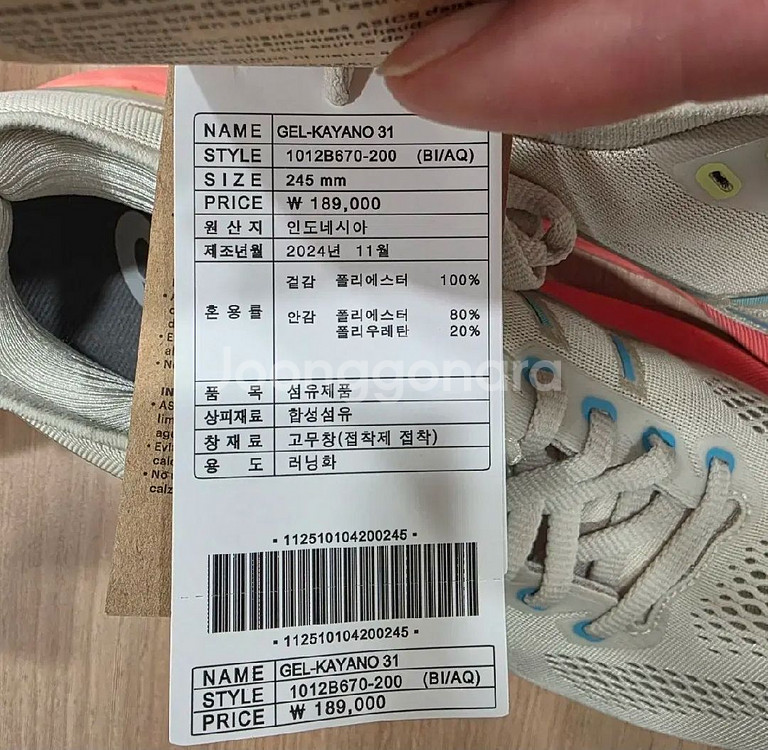 NAME GEL-KAYANO 31
STYLE 1012B670-200 (BI/AQ)
SIZE 245 mm
PRICE ₩ 189,000
원산지 인도네시아
제조년월 2024년 11월
혼용률 겉감 폴리에스터 100%
안감 폴리에스터 80%
폴리우레탄 20%
품목 섬유제품
상피재료 합성섬유
창재료 고무창(접착제 접착)
용도 러닝화
Joonggonara
- 112510104200245 -
- 112510104200245 -
NAME GEL-KAYANO 31
STYLE 1012B670-200 (BI/AQ)
PRICE ₩ 189,000